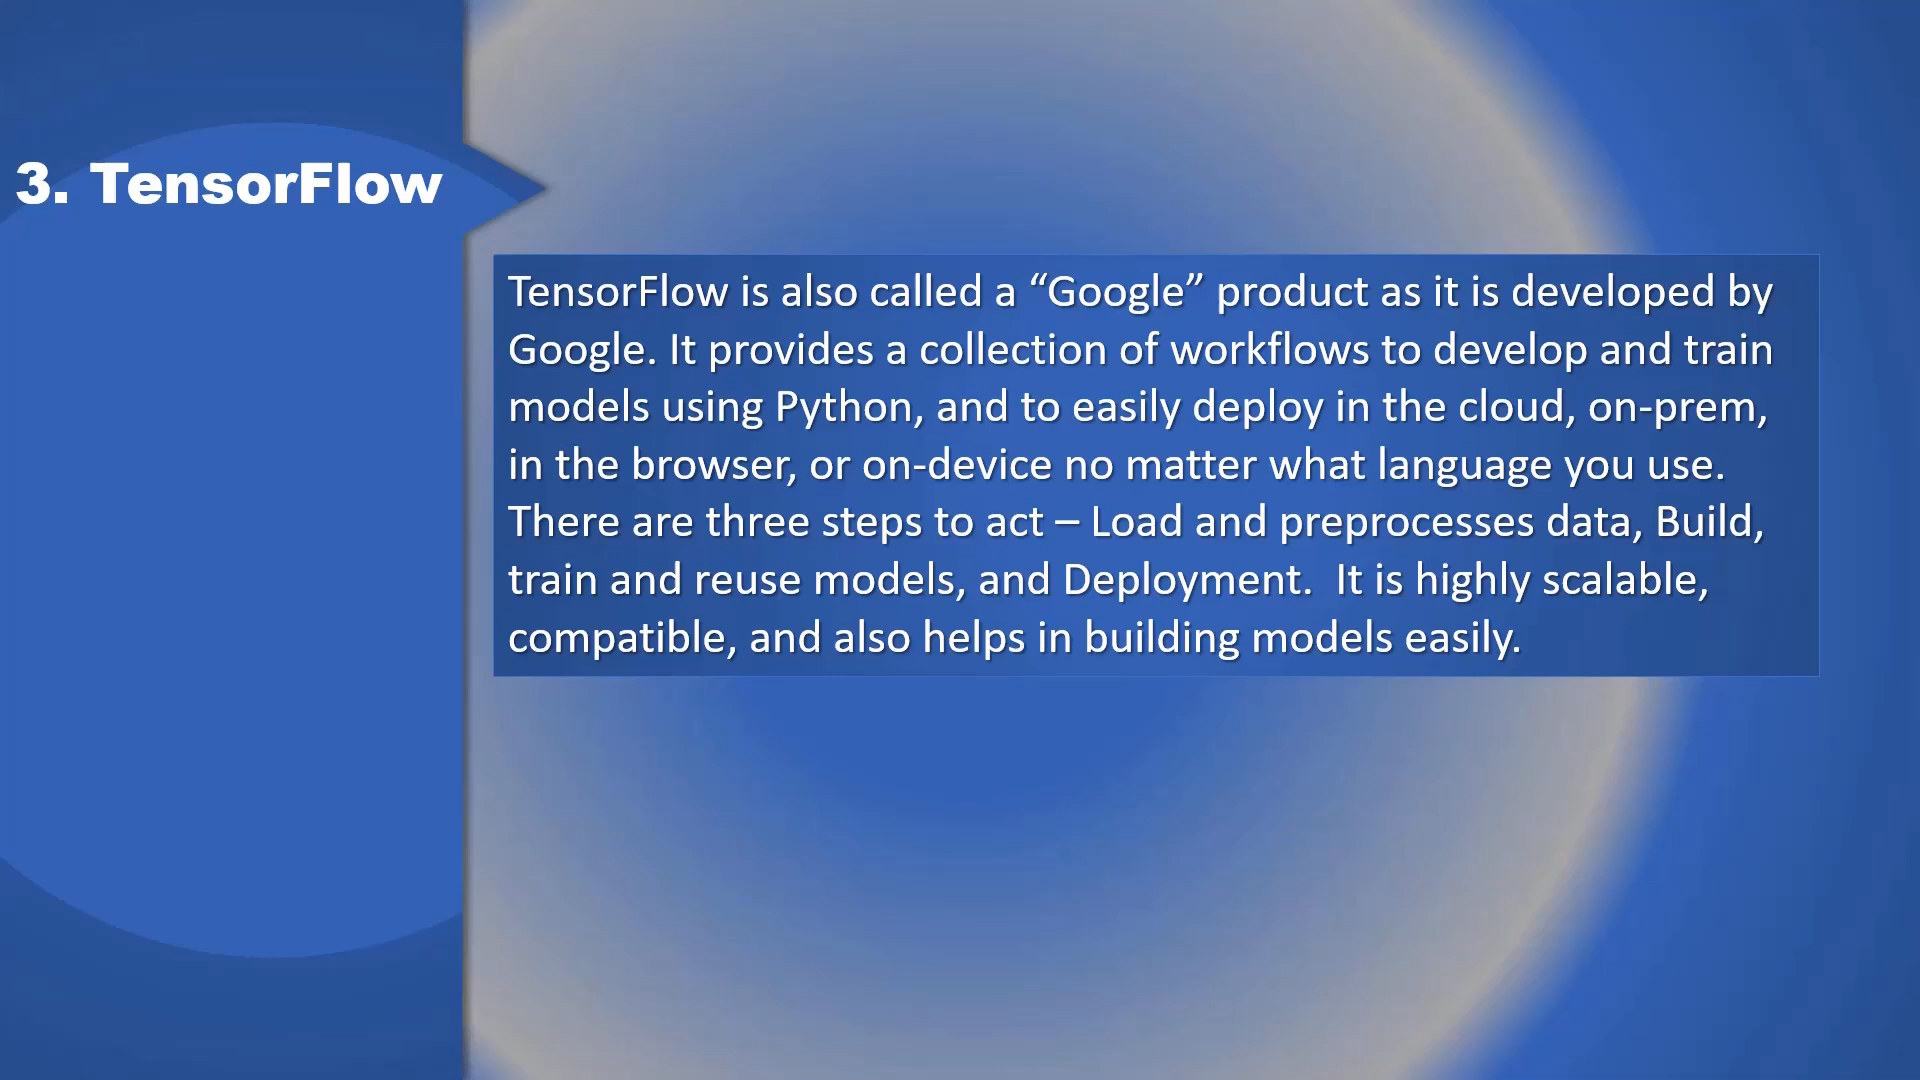 3. TensorFlow
TensorFlow is also called a “Google” product as it is developed by
Google. It provides a collection of workflows to develop and train
models using Python, and to easily deploy in the cloud, on-prem,
in the browser, or on-device no matter what language you use.
There are three steps to act – Load and preprocesses data, Build,
train and reuse models, and Deployment.  It is highly scalable,
compatible, and also helps in building models easily.